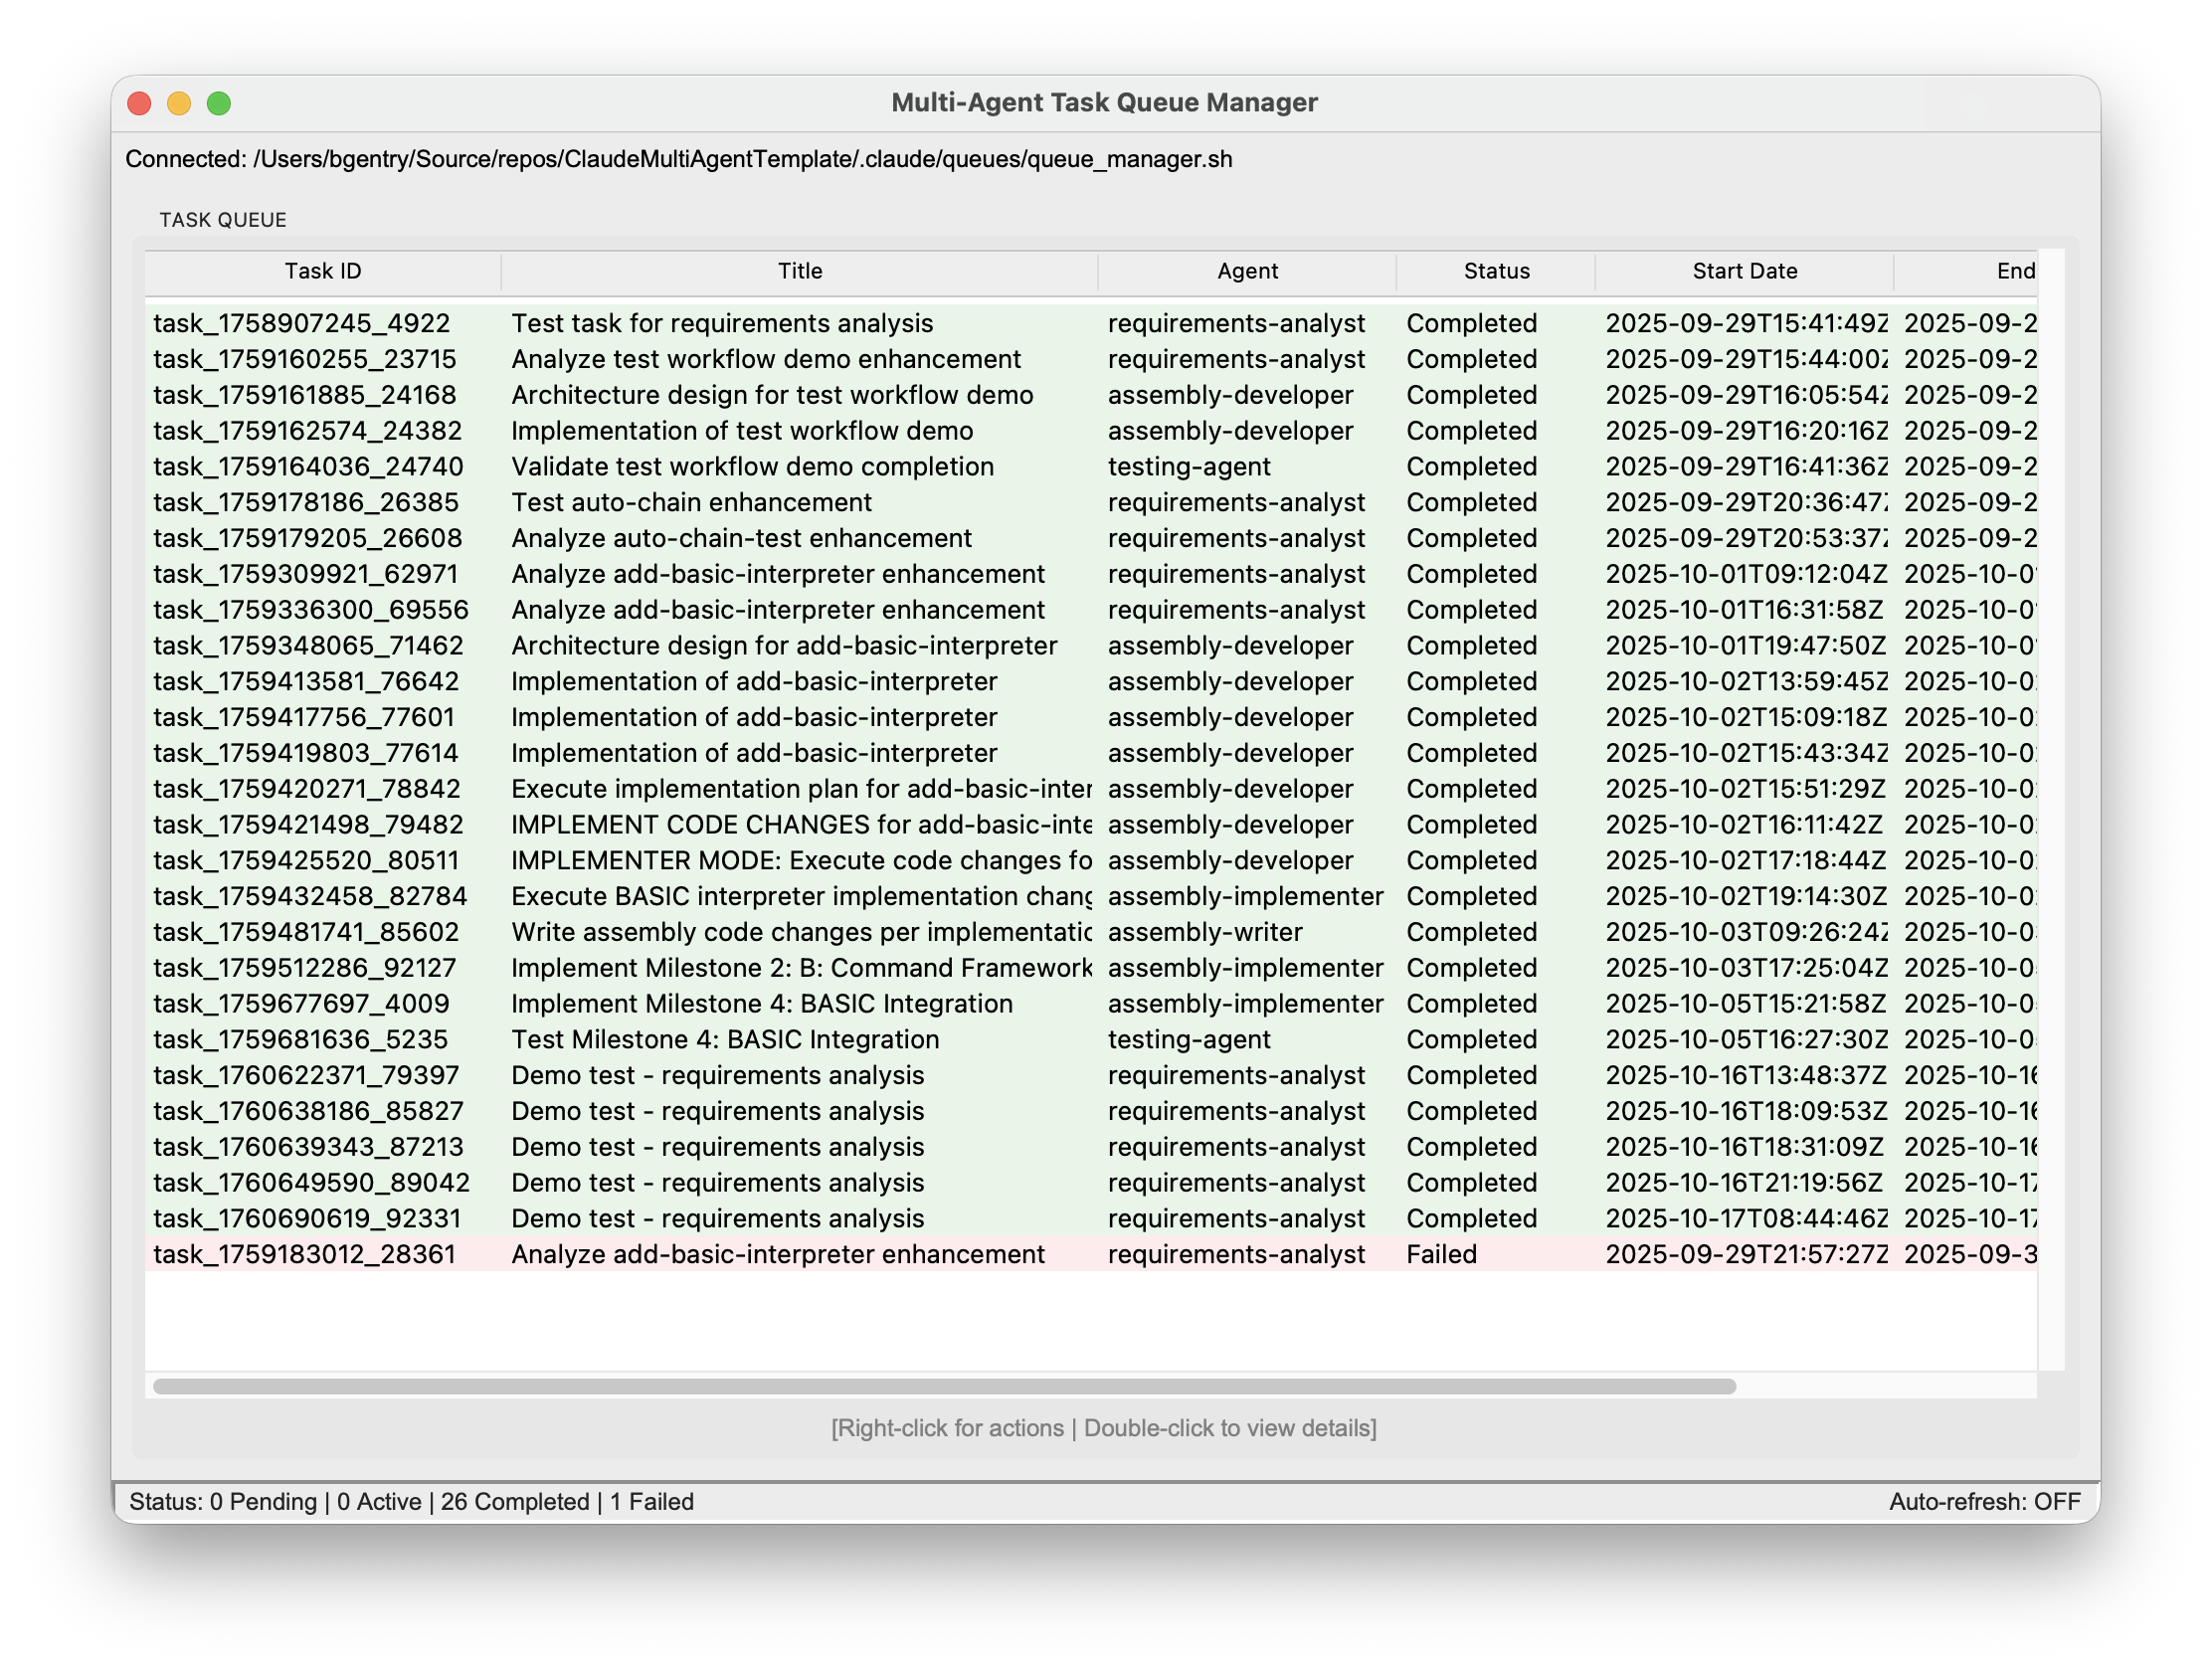 Multi-Agent Task Queue Manager
Connected: /Users/bgentry/Source/repos/ClaudeMultiAgentTemplate/.claude/queues/queue_manager.sh
TASK QUEUE
Task ID Title Agent Status Start Date End
task_1758907245_4922 Test task for requirements analysis requirements-analyst Completed 2025-09-29T15:41:49Z 2025-09-2
task_1759160255_23715 Analyze test workflow demo enhancement requirements-analyst Completed 2025-09-29T15:44:00Z 2025-09-2
task_1759161885_24168 Architecture design for test workflow demo assembly-developer Completed 2025-09-29T16:05:54Z 2025-09-2
task_1759162574_24382 Implementation of test workflow demo assembly-developer Completed 2025-09-29T16:20:16Z 2025-09-2
task_1759164036_24740 Validate test workflow demo completion testing-agent Completed 2025-09-29T16:41:36Z 2025-09-2
task_1759178186_26385 Test auto-chain enhancement requirements-analyst Completed 2025-09-29T20:36:47Z 2025-09-2
task_1759179205_26608 Analyze auto-chain-test enhancement requirements-analyst Completed 2025-09-29T20:53:37Z 2025-09-2
task_1759309921_62971 Analyze add-basic-interpreter enhancement requirements-analyst Completed 2025-10-01T09:12:04Z 2025-10-0
task_1759336300_69556 Analyze add-basic-interpreter enhancement requirements-analyst Completed 2025-10-01T16:31:58Z 2025-10-0
task_1759348065_71462 Architecture design for add-basic-interpreter assembly-developer Completed 2025-10-01T19:47:50Z 2025-10-0
task_1759413581_76642 Implementation of add-basic-interpreter assembly-developer Completed 2025-10-02T13:59:45Z 2025-10-0
task_1759417756_77601 Implementation of add-basic-interpreter assembly-developer Completed 2025-10-02T15:09:18Z 2025-10-0
task_1759419803_77614 Implementation of add-basic-interpreter assembly-developer Completed 2025-10-02T15:43:34Z 2025-10-0
task_1759420271_78842 Execute implementation plan for add-basic-inter assembly-developer Completed 2025-10-02T15:51:29Z 2025-10-0
task_1759421498_79482 IMPLEMENT CODE CHANGES for add-basic-inte assembly-developer Completed 2025-10-02T16:11:42Z 2025-10-0
task_1759425520_80511 IMPLEMENTER MODE: Execute code changes fo assembly-developer Completed 2025-10-02T17:18:44Z 2025-10-0
task_1759432458_82784 Execute BASIC interpreter implementation chang assembly-implementer Completed 2025-10-02T19:14:30Z 2025-10-0
task_1759481741_85602 Write assembly code changes per implementatic assembly-writer Completed 2025-10-03T09:26:24Z 2025-10-0
task_1759512286_92127 Implement Milestone 2: B: Command Framework assembly-implementer Completed 2025-10-03T17:25:04Z 2025-10-0
task_1759677697_4009 Implement Milestone 4: BASIC Integration assembly-implementer Completed 2025-10-05T15:21:58Z 2025-10-0
task_1759681636_5235 Test Milestone 4: BASIC Integration testing-agent Completed 2025-10-05T16:27:30Z 2025-10-0
task_1760622371_79397 Demo test - requirements analysis requirements-analyst Completed 2025-10-16T13:48:37Z 2025-10-16
task_1760638186_85827 Demo test - requirements analysis requirements-analyst Completed 2025-10-16T18:09:53Z 2025-10-16
task_1760639343_87213 Demo test - requirements analysis requirements-analyst Completed 2025-10-16T18:31:09Z 2025-10-16
task_1760649590_89042 Demo test - requirements analysis requirements-analyst Completed 2025-10-16T21:19:56Z 2025-10-17
task_1760690619_92331 Demo test - requirements analysis requirements-analyst Completed 2025-10-17T08:44:46Z 2025-10-17
task_1759183012_28361 Analyze add-basic-interpreter enhancement requirements-analyst Failed 2025-09-29T21:57:27Z 2025-09-3
[Right-click for actions | Double-click to view details]
Status: 0 Pending | 0 Active | 26 Completed | 1 Failed Auto-refresh: OFF